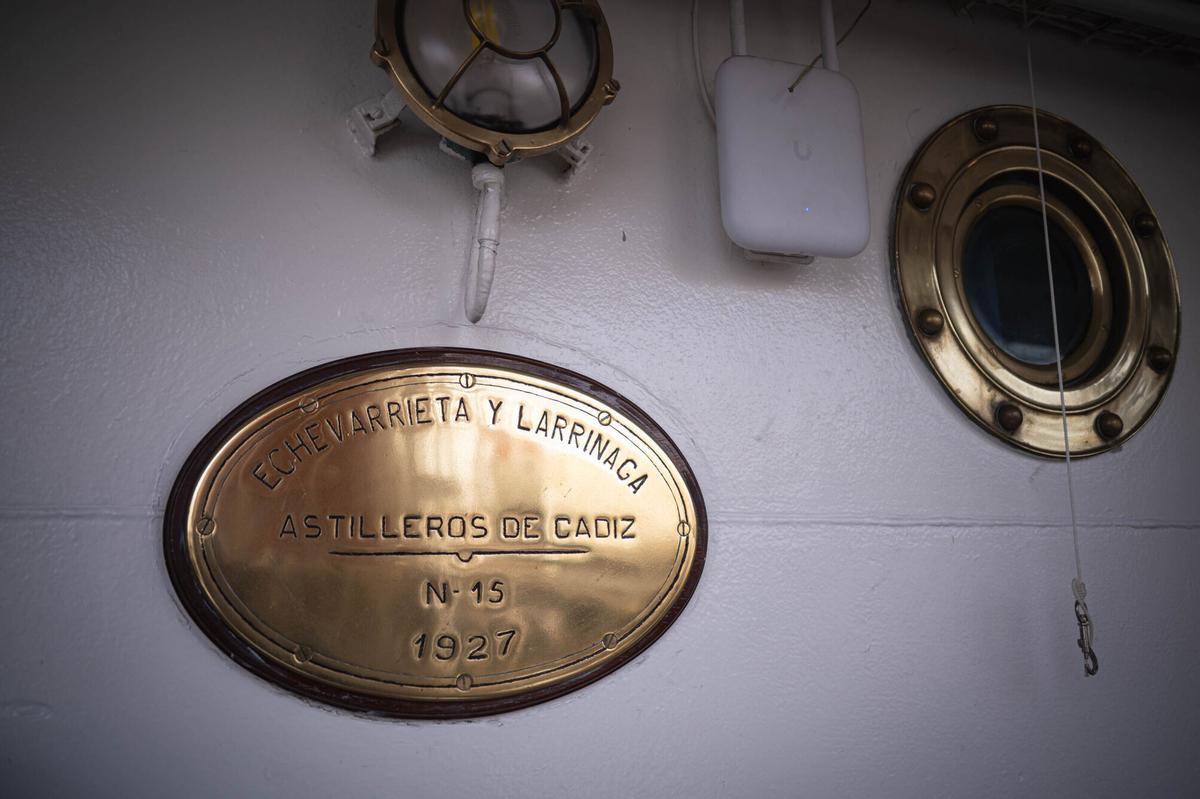 ECHEVARRIETA Y LARRINAGA
ASTILLEROS DE CADIZ
N-15
1927